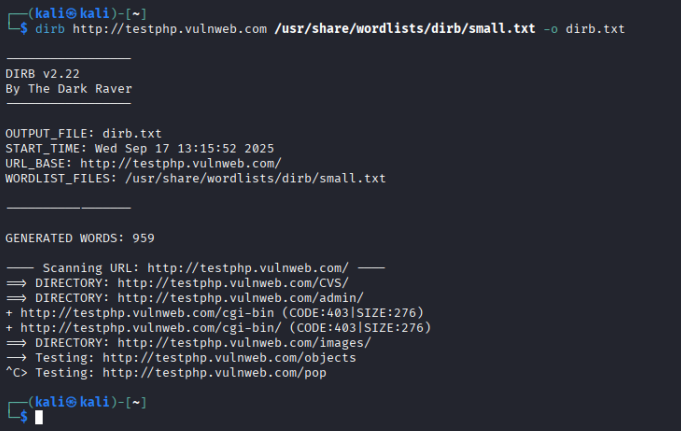 ┌──(kali㉿kali)-[~]
└─$ dirb http://testphp.vulnweb.com /usr/share/wordlists/dirb/small.txt -o dirb.txt
-----------------
DIRB v2.22
By The Dark Raver
-----------------
OUTPUT_FILE: dirb.txt
START_TIME: Wed Sep 17 13:15:52 2025
URL_BASE: http://testphp.vulnweb.com/
WORDLIST_FILES: /usr/share/wordlists/dirb/small.txt
-----------------
GENERATED WORDS: 959
---- Scanning URL: http://testphp.vulnweb.com/ ----
==> DIRECTORY: http://testphp.vulnweb.com/CVS/
==> DIRECTORY: http://testphp.vulnweb.com/admin/
+ http://testphp.vulnweb.com/cgi-bin (CODE:403|SIZE:276)
+ http://testphp.vulnweb.com/cgi-bin/ (CODE:403|SIZE:276)
==> DIRECTORY: http://testphp.vulnweb.com/images/
--> Testing: http://testphp.vulnweb.com/objects
^C> Testing: http://testphp.vulnweb.com/pop
┌──(kali㉿kali)-[~]
└─$